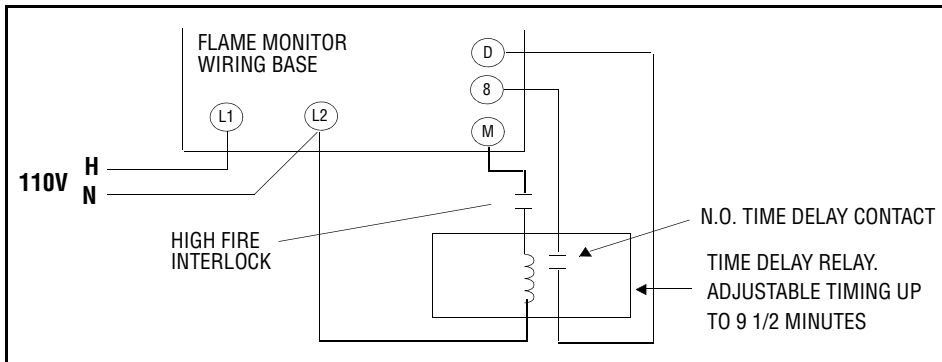 FLAME MONITOR
WIRING BASE
D
8
L1
L2
M
H
110V
N
HIGH FIRE
INTERLOCK
N.O. TIME DELAY CONTACT
TIME DELAY RELAY.
ADJUSTABLE TIMING UP
TO 9 1/2 MINUTES